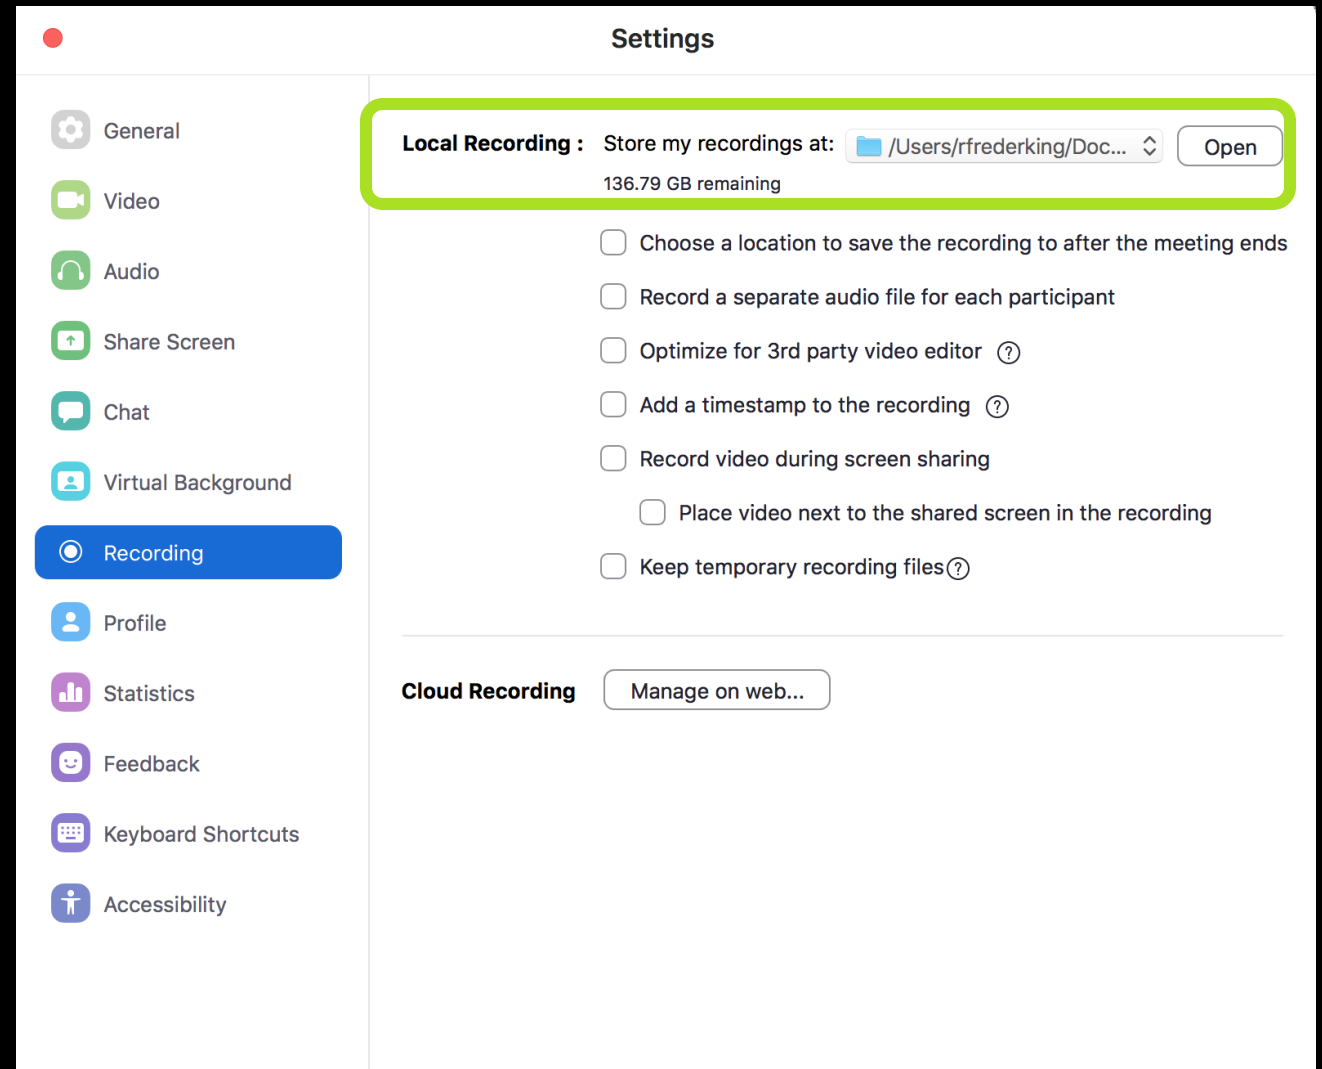 Settings
General
Video
Audio
Share Screen
Chat
Virtual Background
Recording
Profile
Statistics
Feedback
Keyboard Shortcuts
Accessibility
Local Recording : Store my recordings at: /Users/rfrederking/Doc... Open
136.79 GB remaining
Choose a location to save the recording to after the meeting ends
Record a separate audio file for each participant
Optimize for 3rd party video editor ?
Add a timestamp to the recording ?
Record video during screen sharing
Place video next to the shared screen in the recording
Keep temporary recording files ?
Cloud Recording Manage on web...